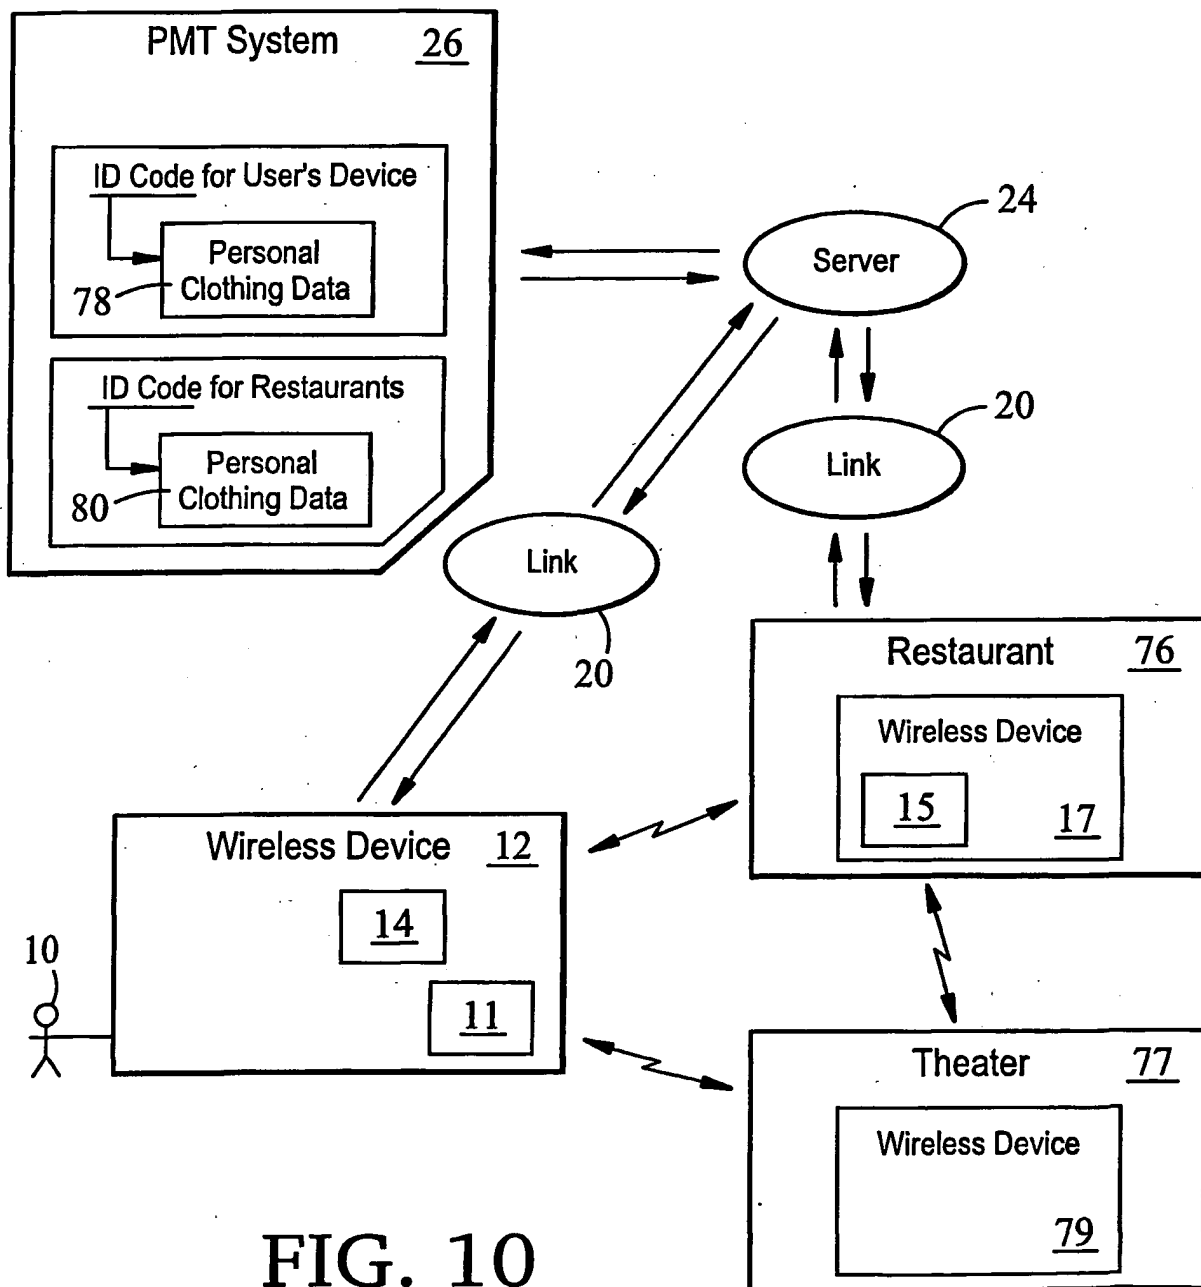 PMT System 26
ID Code for User's Device
Personal
Clothing Data
78
ID Code for Restaurants
Personal
Clothing Data
80
24
Server
20
Link
Link
20
Restaurant 76
Wireless Device
15
17
Wireless Device 12
14
11
10
Theater 77
Wireless Device
79
FIG. 10